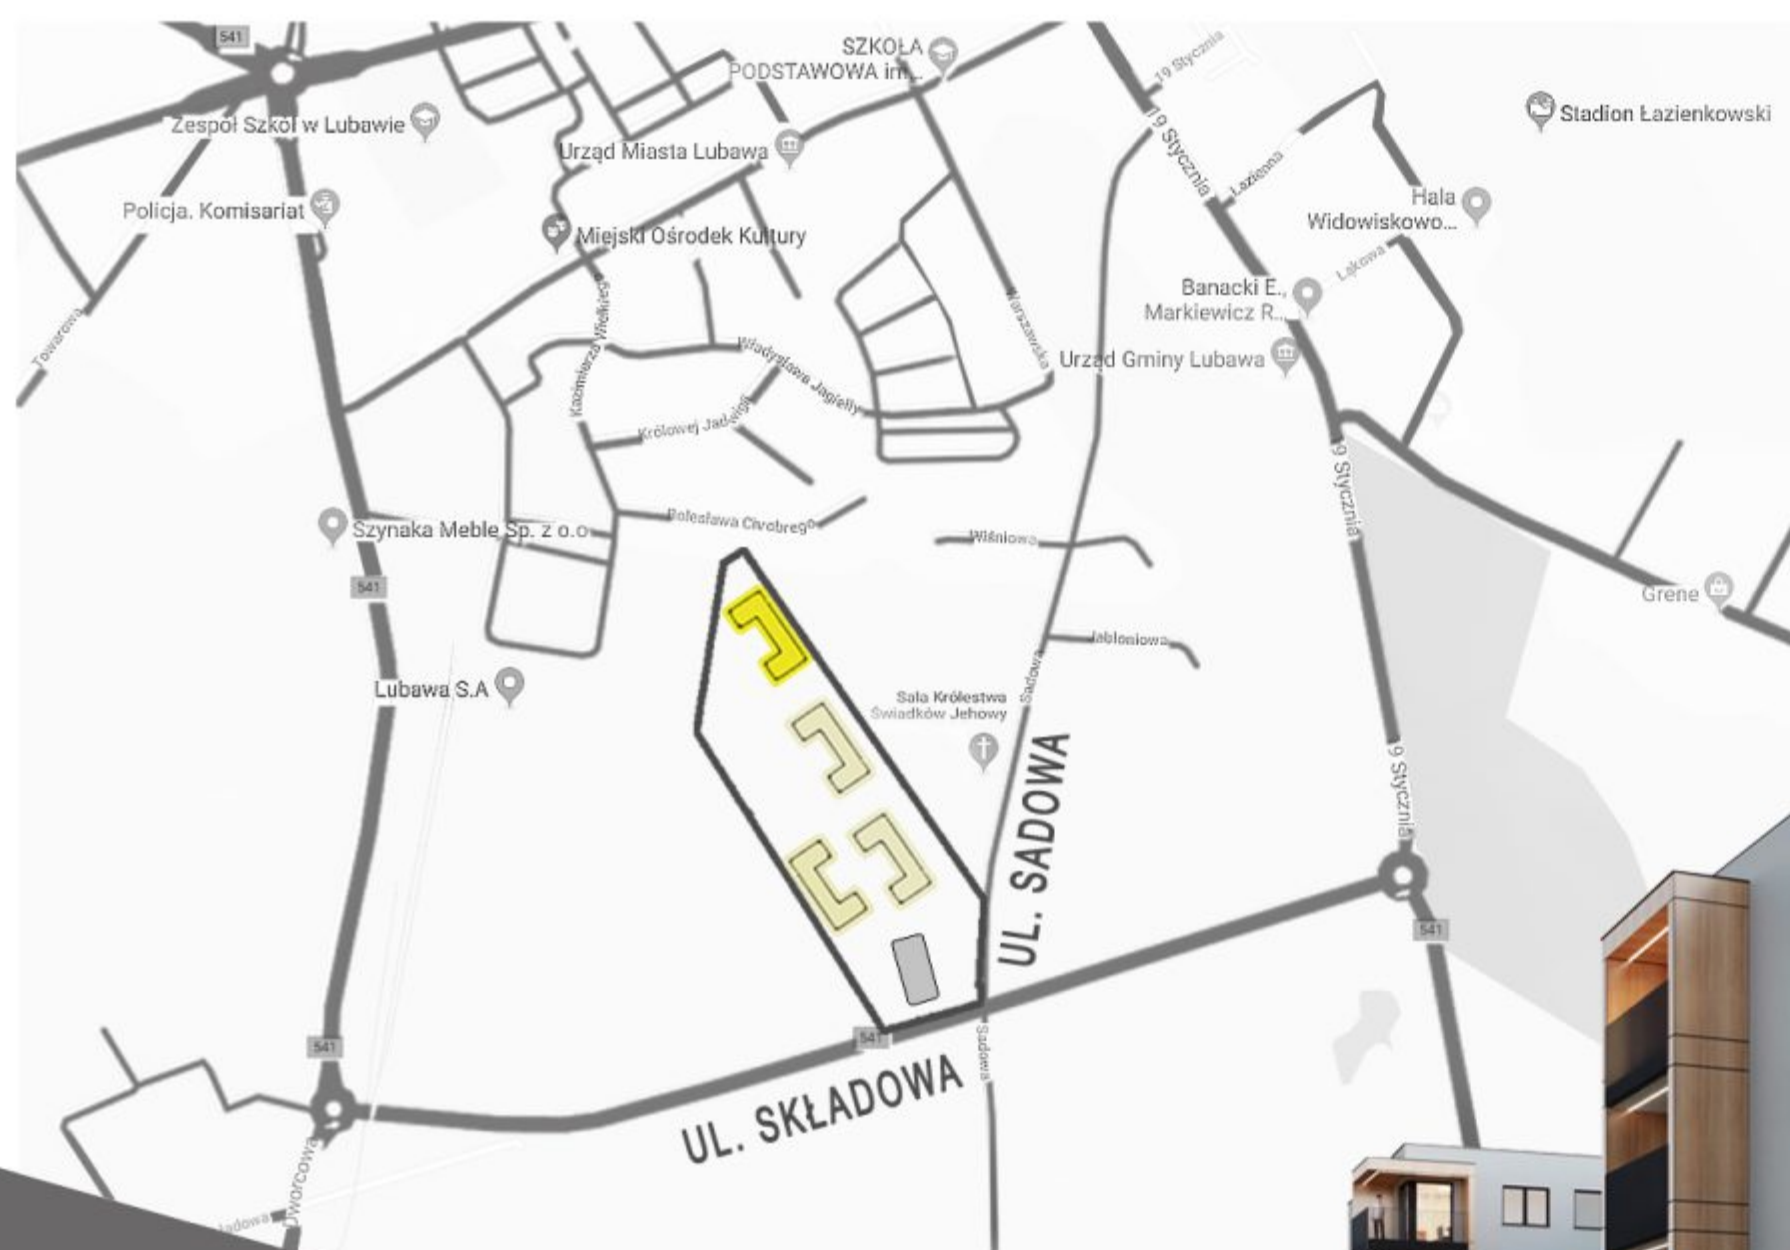 541
SZKOŁA
PODSTAWOWA im...
19 Stycznia
Zespół Szkół w Lubawie
Urząd Miasta Lubawa
19 Stycznia
Stadion Łazienkowski
Łazienna
Policja. Komisariat
Miejski Ośrodek Kultury
Hala
Widowiskowo...
Łąkowa
Banacki E.,
Markiewicz R...
Towarowa
Kazimierza Wielkiego
Warszawska
Władysława Jagiełły
Urząd Gminy Lubawa
Królowej Jadwigi
19 Stycznia
Szynaka Meble Sp. z o.o
Bolesława Chrobrego
Wiśniowa
541
Grene
Jabłoniowa
Lubawa S.A
Sadowa
Sala Królestwa
Świadków Jehowy
19 Stycznia
UL. SADOWA
541
541
541
Sadowa
UL. SKŁADOWA
Dworcowa
ładowa